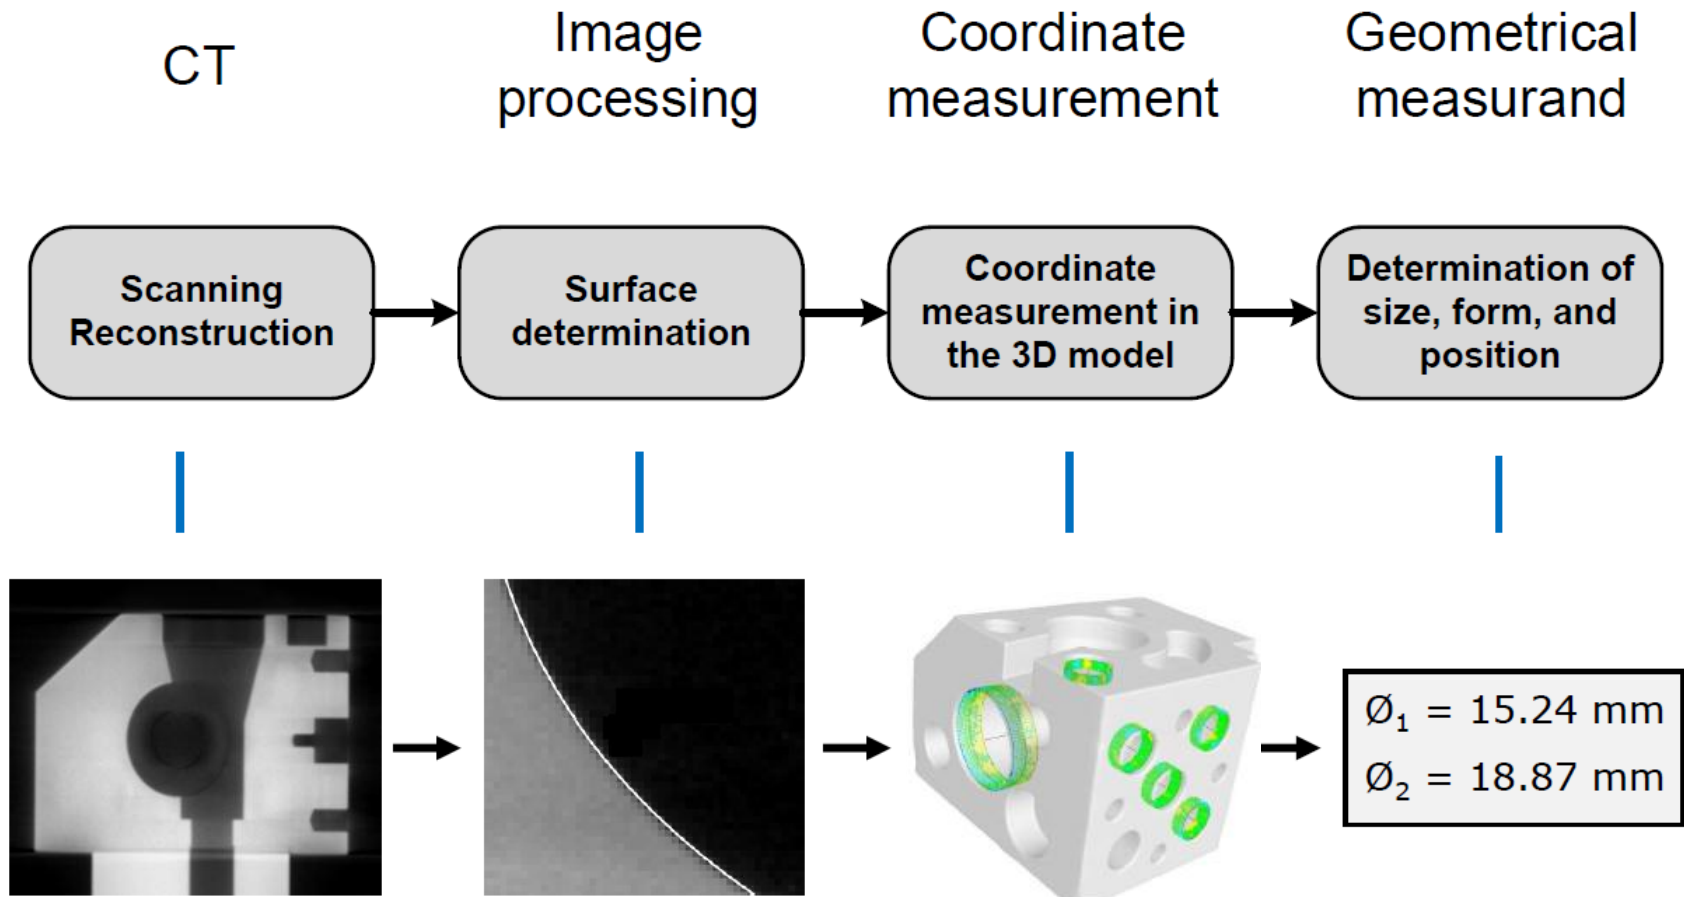 CT
Image
processing
Coordinate
measurement
Geometrical
measurand
Scanning
Reconstruction
Surface
determination
Coordinate
measurement in
the 3D model
Determination of
size, form, and
position
Ø₁ = 15.24 mm
Ø₂ = 18.87 mm